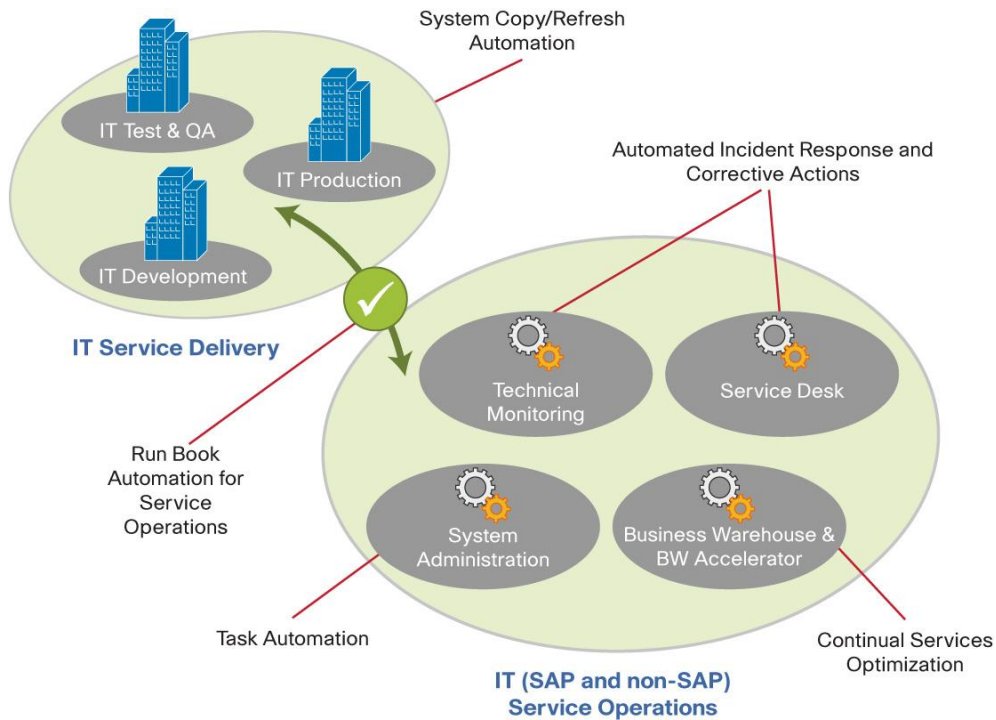 System Copy/Refresh
Automation
IT Test & QA
IT Production
IT Development
IT Service Delivery
Automated Incident Response and
Corrective Actions
Technical
Monitoring
Service Desk
Run Book
Automation for
Service
Operations
System
Administration
Business Warehouse &
BW Accelerator
Task Automation
Continual Services
Optimization
IT (SAP and non-SAP)
Service Operations